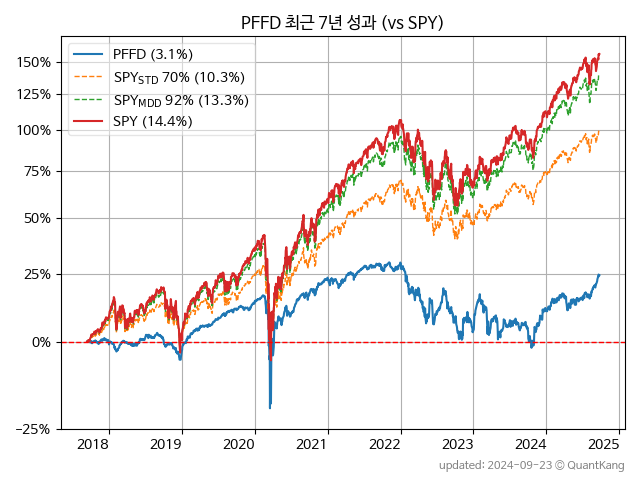 PFFD 최근 7년 성과 (vs SPY)
PFFD (3.1%)
SPY_STD 70% (10.3%)
SPY_MDD 92% (13.3%)
SPY (14.4%)
150%
125%
100%
75%
50%
25%
0%
−25%
2018 2019 2020 2021 2022 2023 2024 2025
updated: 2024-09-23 © QuantKang